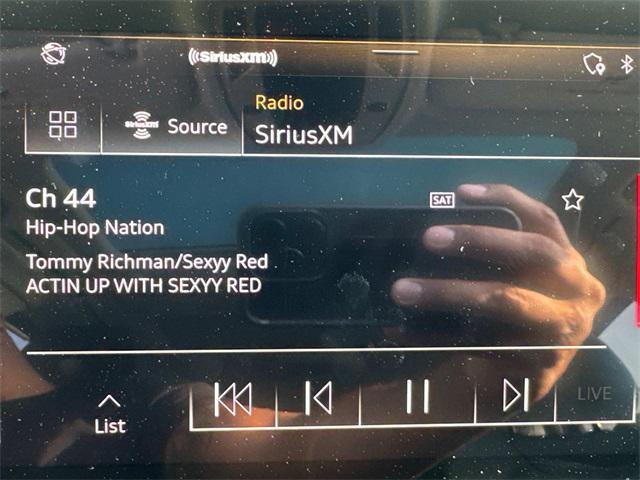 ((SiriusXM))
Radio
SiriusXM
Source
SiriusXM
Ch 44
SAT
Hip-Hop Nation
Tommy Richman/Sexyy Red
ACTIN UP WITH SEXYY RED
List
LIVE